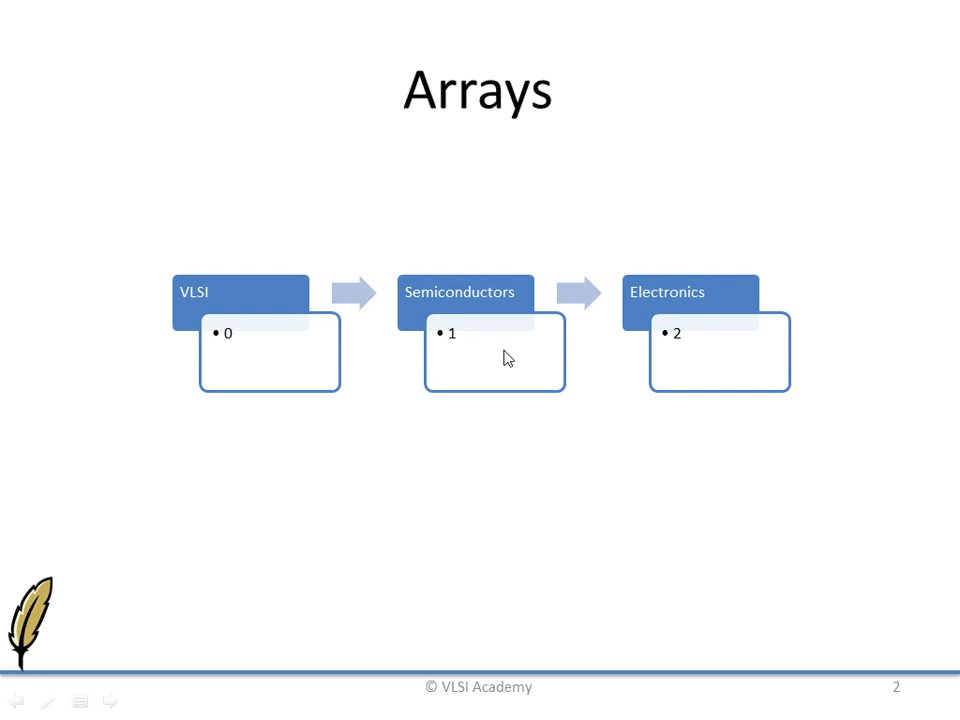 Arrays
VLSI
• 0
Semiconductors
• 1
Electronics
• 2
© VLSI Academy
2